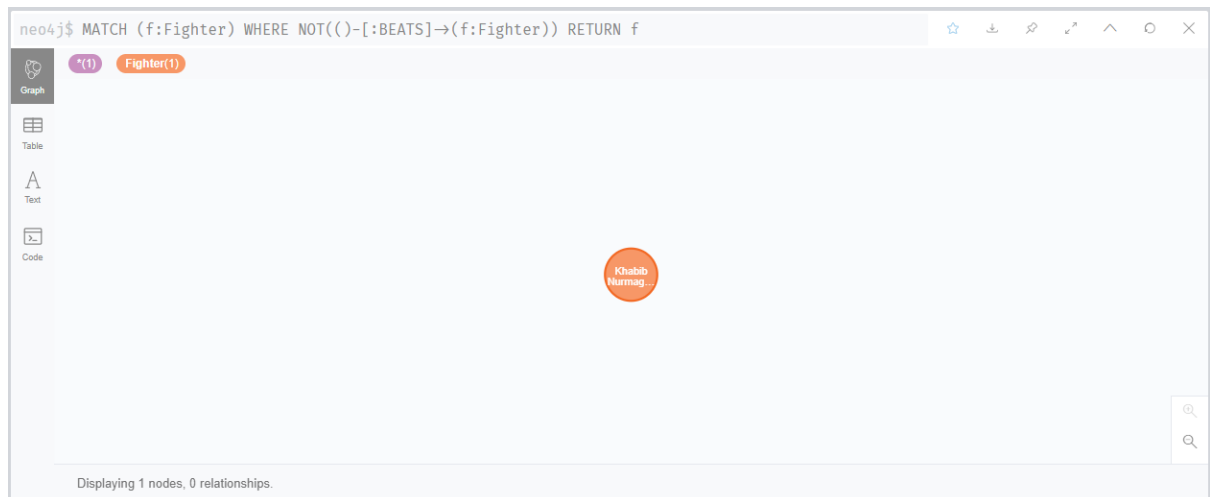 neo4j$ MATCH (f:Fighter) WHERE NOT(()-[:BEATS]→(f:Fighter)) RETURN f
*(1) Fighter(1)
Graph
Table
A
Text
Code
Khabib
Nurmag...
Displaying 1 nodes, 0 relationships.